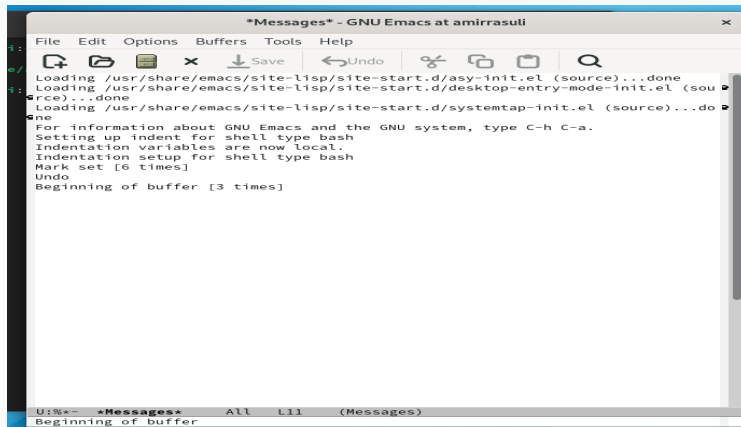 *Messages* - GNU Emacs at amirrasuli
File Edit Options Buffers Tools Help
Save Undo
Loading /usr/share/emacs/site-lisp/site-start.d/asy-init.el (source)...done
Loading /usr/share/emacs/site-lisp/site-start.d/desktop-entry-mode-init.el (sou
rce)...done
Loading /usr/share/emacs/site-lisp/site-start.d/systemtap-init.el (source)...do
ne
For information about GNU Emacs and the GNU system, type C-h C-a.
Setting up indent for shell type bash
Indentation variables are now local.
Indentation setup for shell type bash
Mark set [6 times]
Undo
Beginning of buffer [3 times]
U:%*- *Messages* All L11 (Messages)
Beginning of buffer